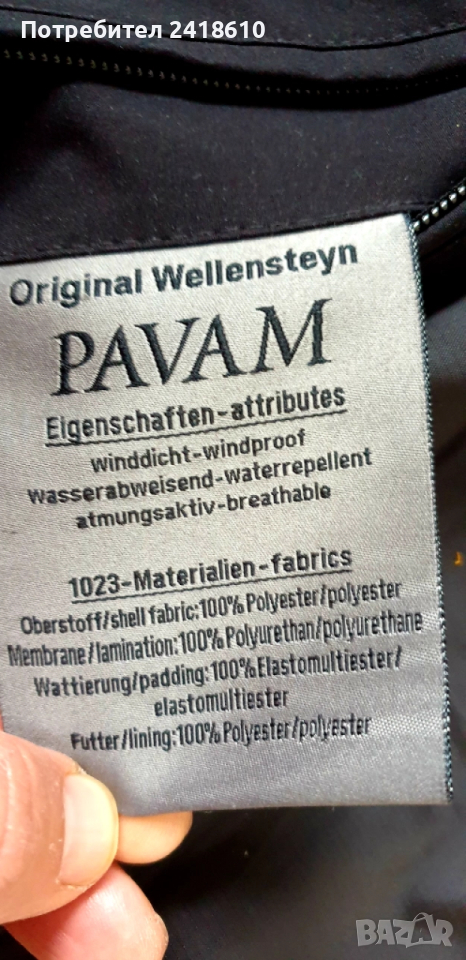 Потребител 2418610
Original Wellensteyn
PAVAM
Eigenschaften-attributes
winddicht-windproof
wasserabweisend-waterrepellent
atmungsaktiv-breathable
1023-Materialien-fabrics
Oberstoff/shell fabric:100% Polyester/polyester
Membrane/lamination:100% Polyurethan/polyurethane
Wattierung/padding:100% Elastomultiester/
elastomultiester
Futter/lining:100% Polyester/polyester
BAZAR